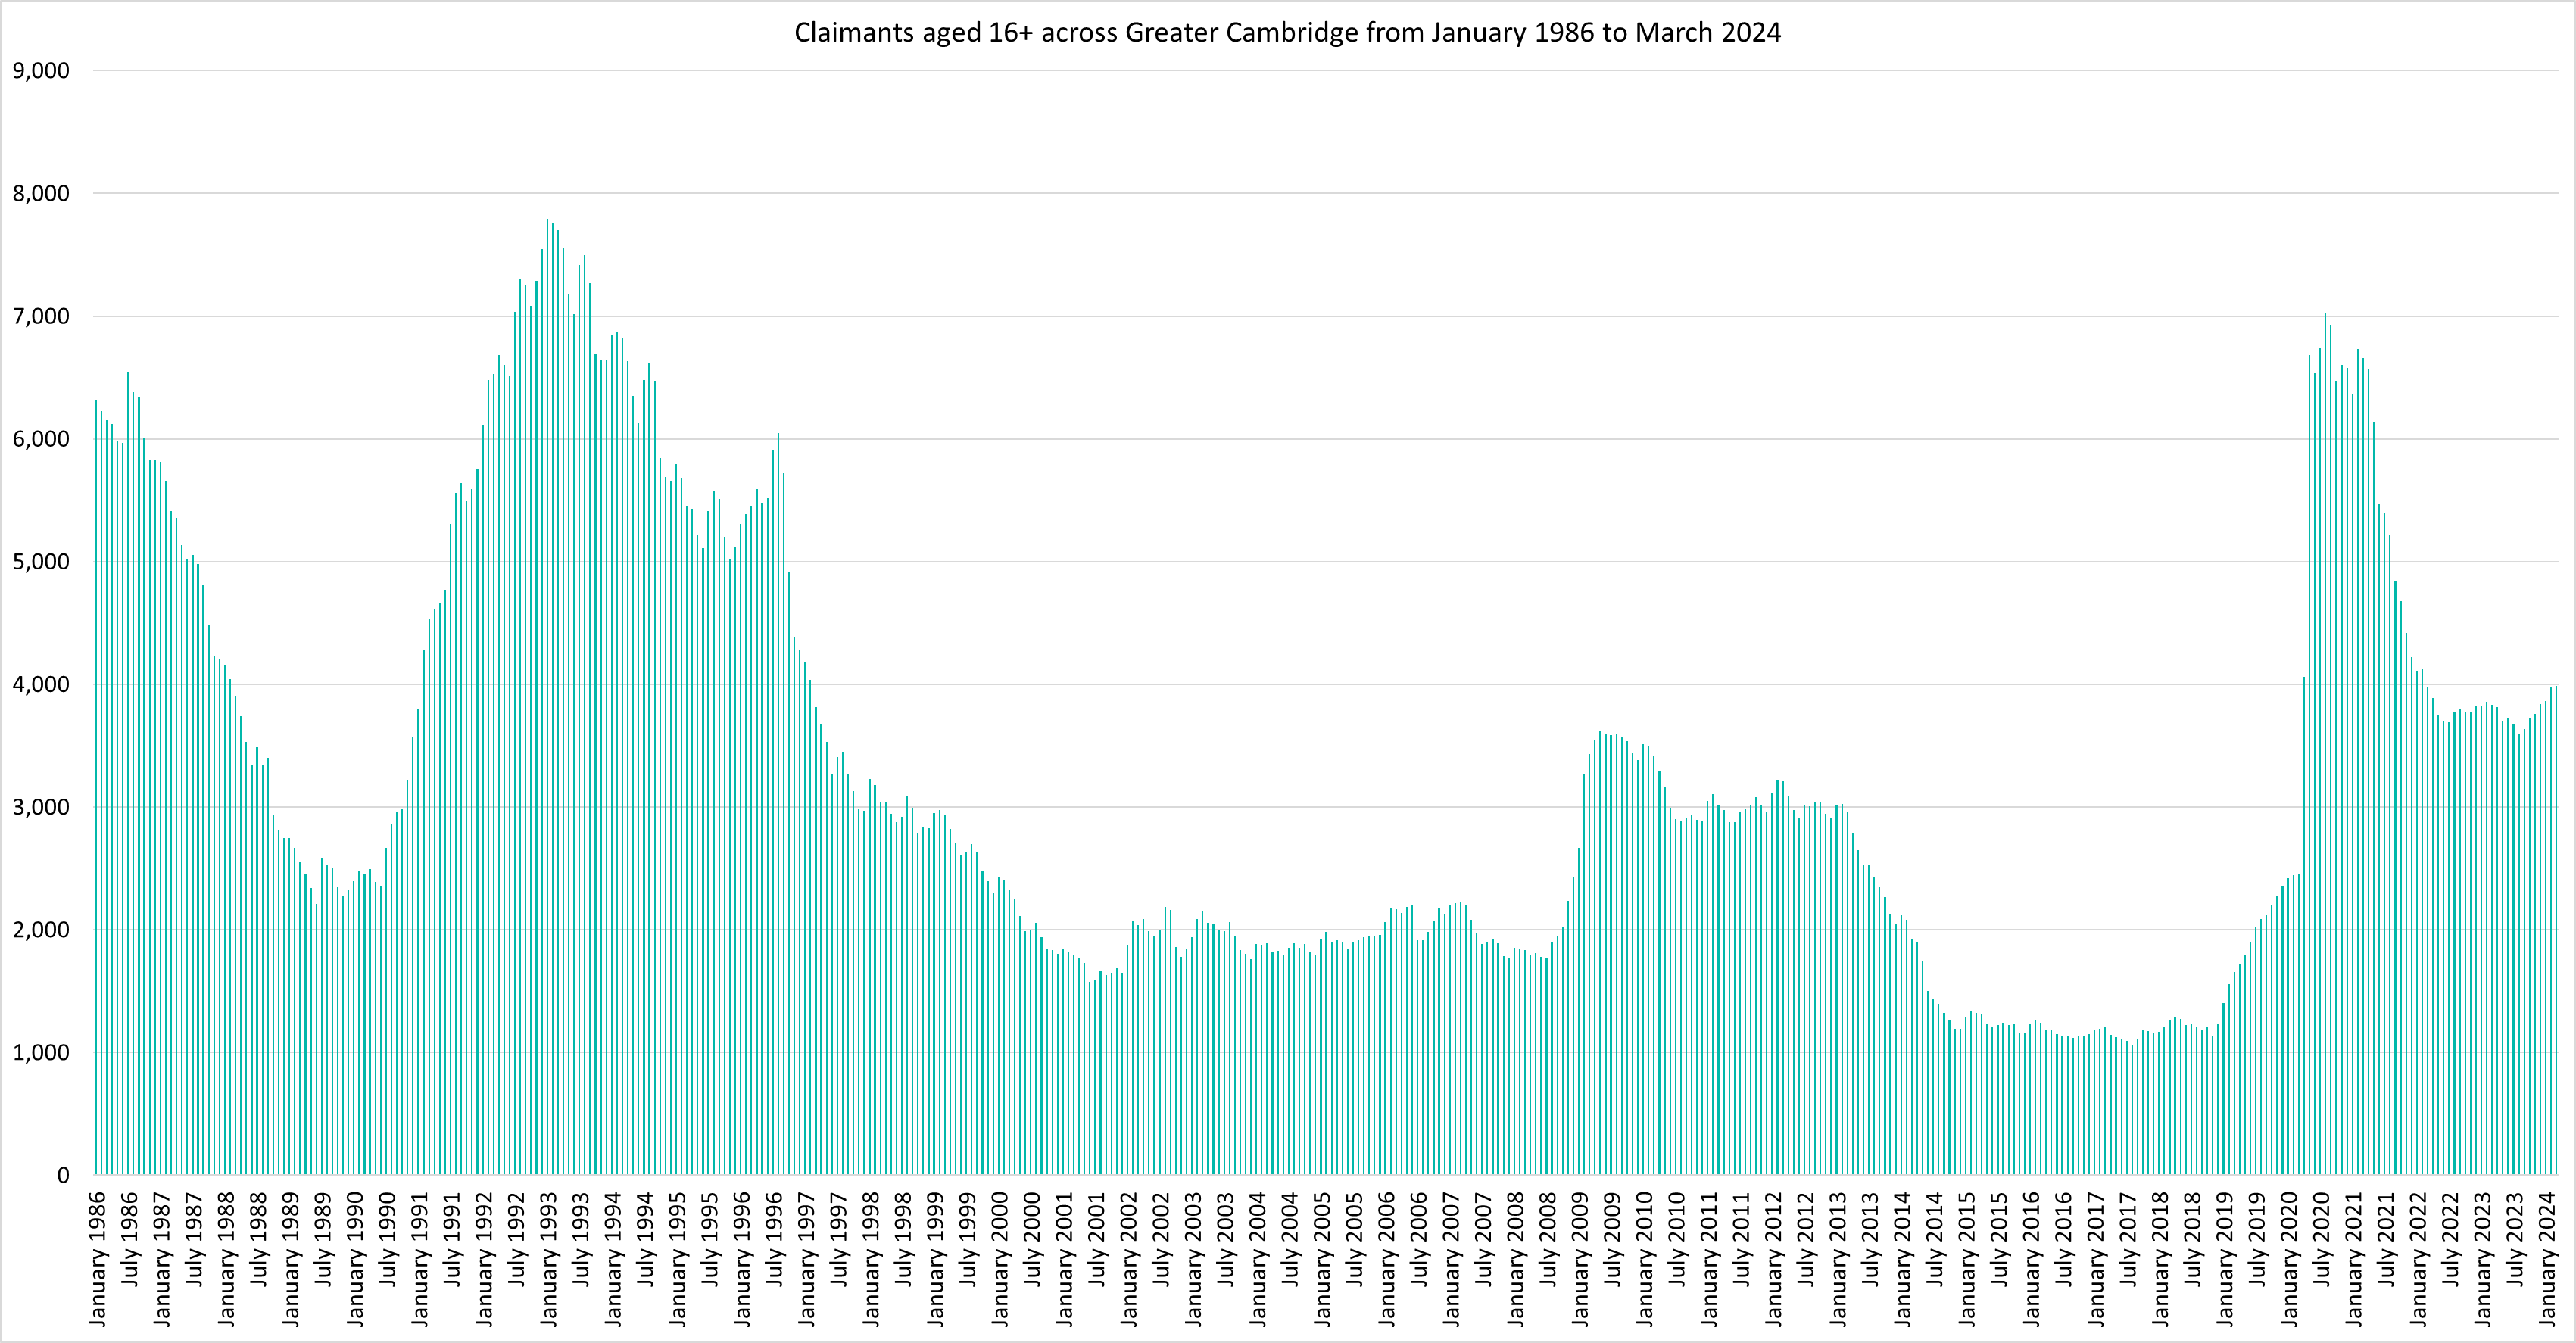 Claimants aged 16+ across Greater Cambridge from January 1986 to March 2024
9,000
8,000
7,000
6,000
5,000
4,000
3,000
2,000
1,000
0
January 1986
July 1986
January 1987
July 1987
January 1988
July 1988
January 1989
July 1989
January 1990
July 1990
January 1991
July 1991
January 1992
July 1992
January 1993
July 1993
January 1994
July 1994
January 1995
July 1995
January 1996
July 1996
January 1997
July 1997
January 1998
July 1998
January 1999
July 1999
January 2000
July 2000
January 2001
July 2001
January 2002
July 2002
January 2003
July 2003
January 2004
July 2004
January 2005
July 2005
January 2006
July 2006
January 2007
July 2007
January 2008
July 2008
January 2009
July 2009
January 2010
July 2010
January 2011
July 2011
January 2012
July 2012
January 2013
July 2013
January 2014
July 2014
January 2015
July 2015
January 2016
July 2016
January 2017
July 2017
January 2018
July 2018
January 2019
July 2019
January 2020
July 2020
January 2021
July 2021
January 2022
July 2022
January 2023
July 2023
January 2024